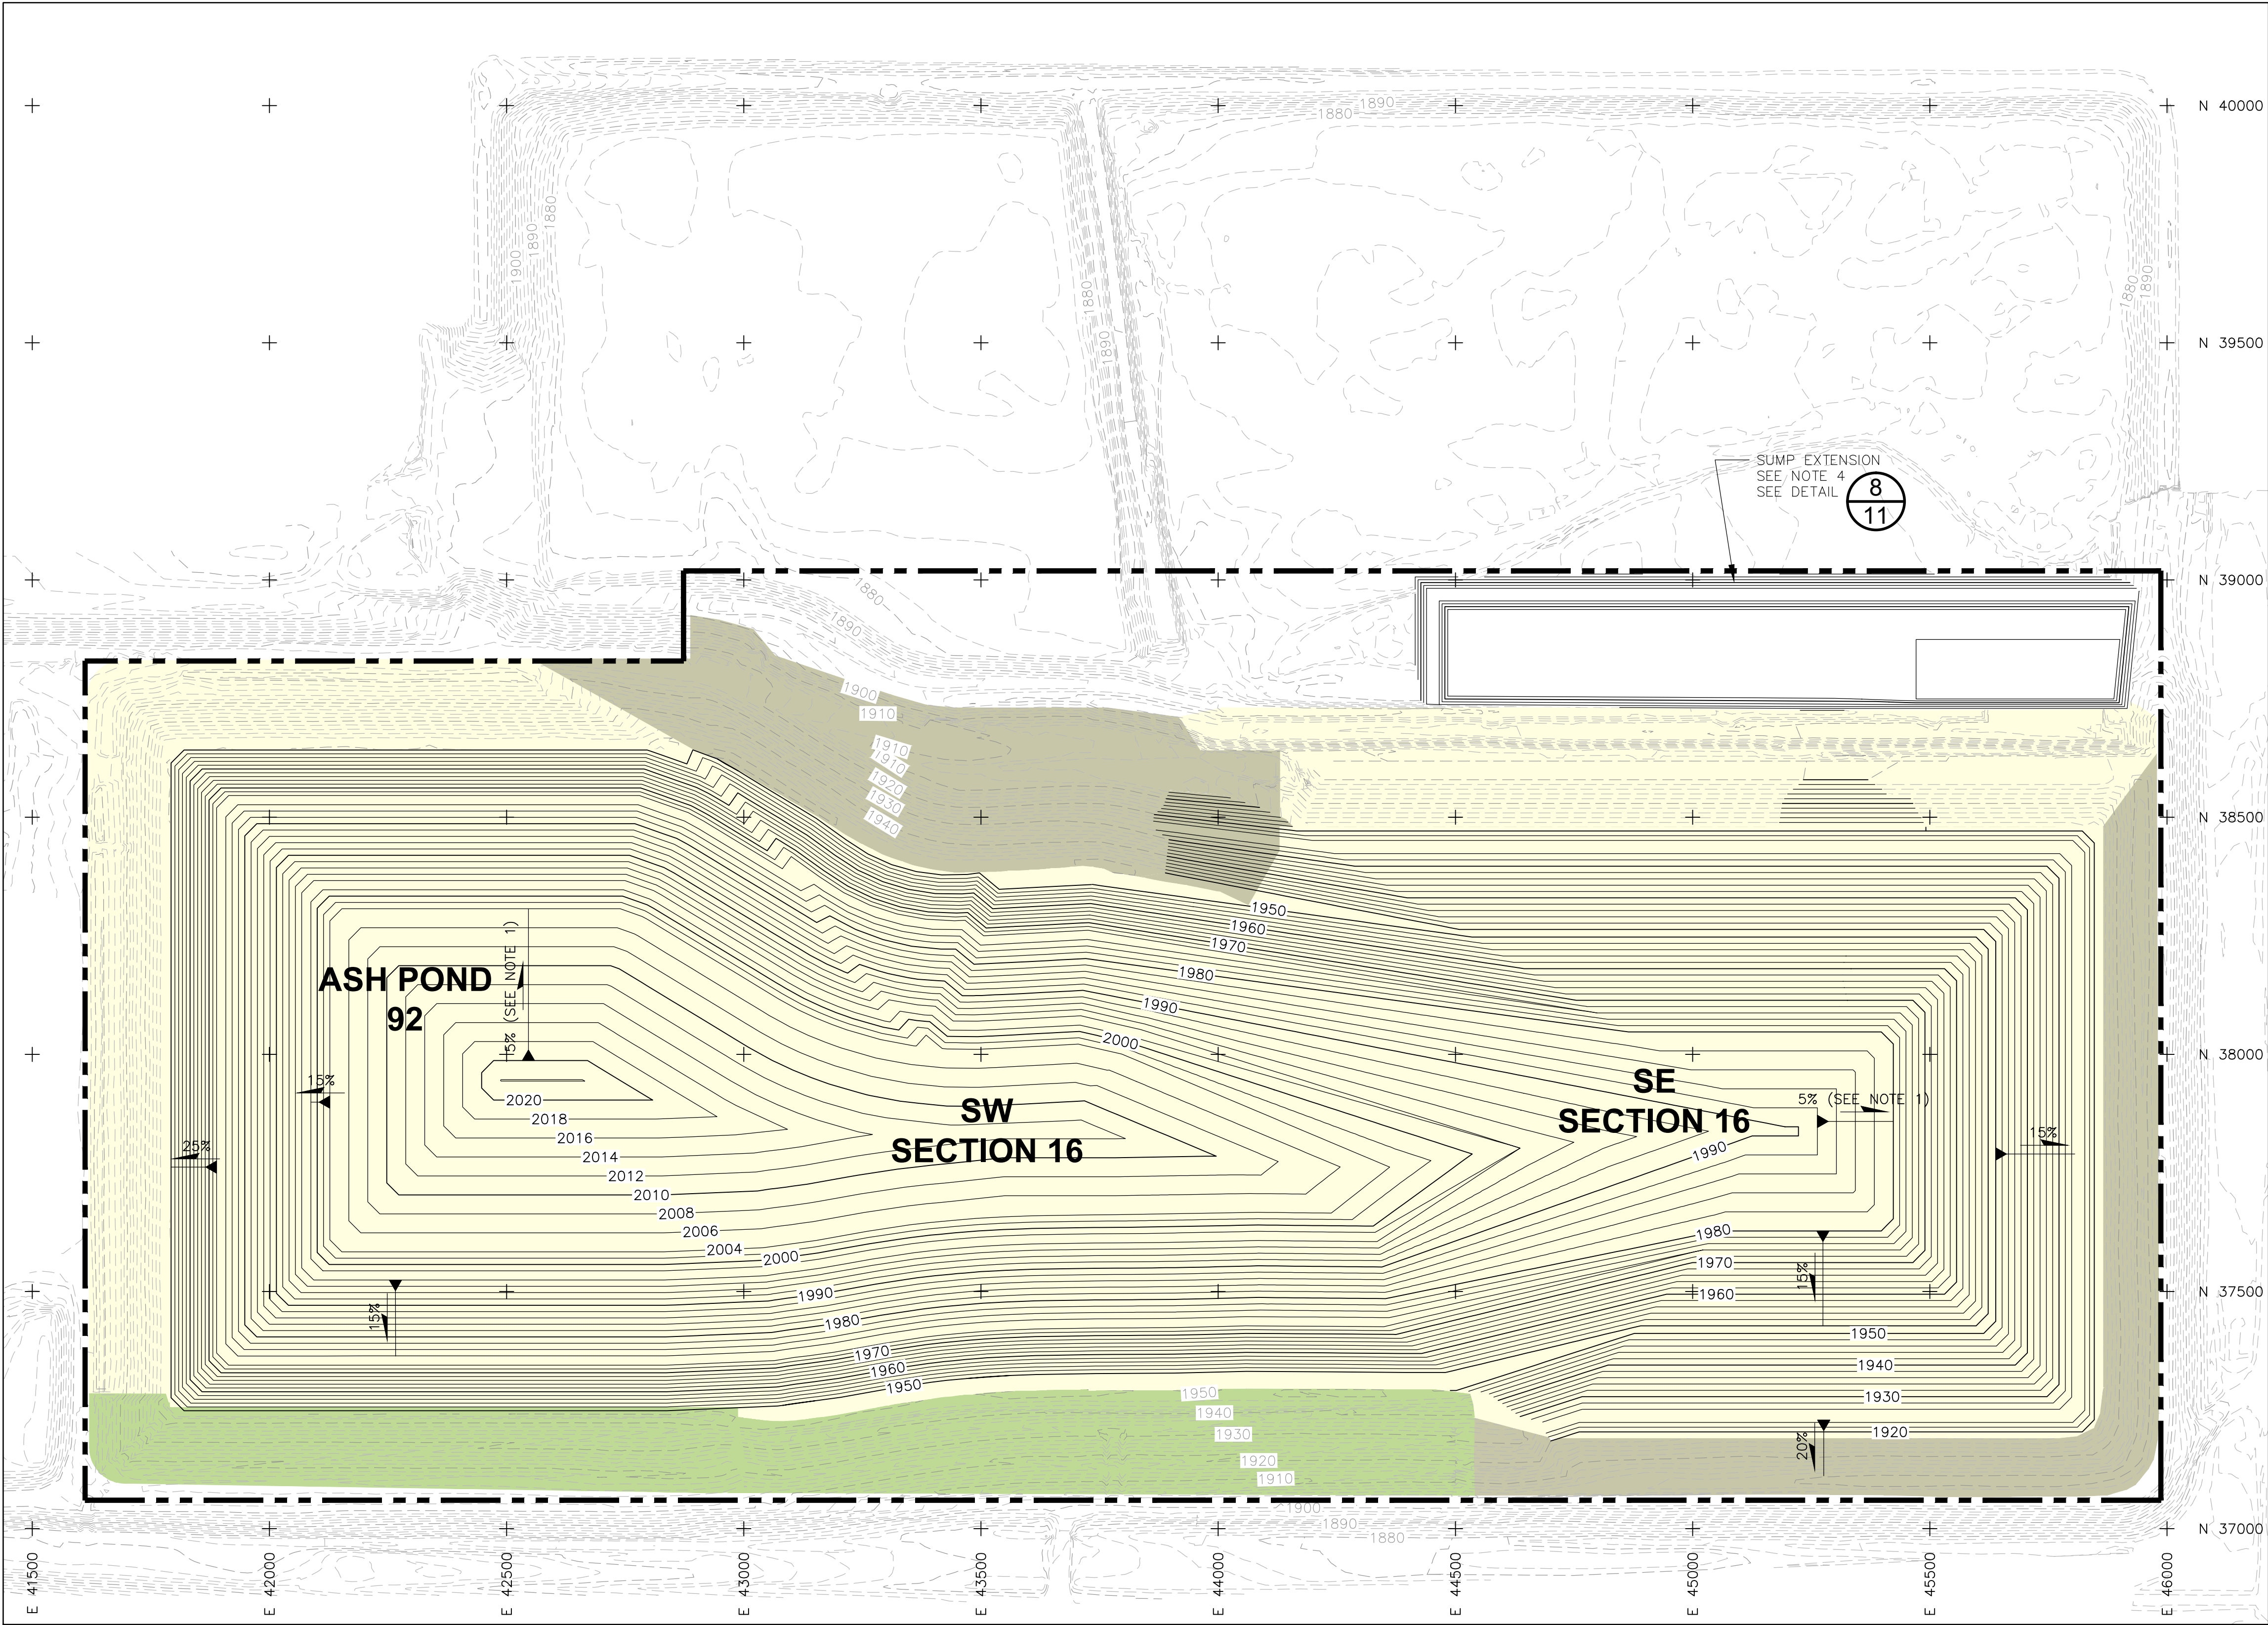 1890
1880
N 40000
1880
1890
1900
1880
1890
1880
1890
N 39500
SUMP EXTENSION
SEE NOTE 4
SEE DETAIL
8
11
1880
1890
N 39000
1900
1910
1910
1910
1920
1930
1940
N 38500
1950
1960
1970
1980
1990
2000
5% (SEE NOTE 1)
ASH POND
92
N 38000
15%
25%
2020
2018
2016
2014
2012
2010
2008
2006
2004
2000
1990
1980
1970
1960
1950
15%
SW
SECTION 16
SE
SECTION 16
5% (SEE NOTE 1)
15%
1990
1980
1970
1960
1950
1940
1930
1920
15%
20%
N 37500
1950
1940
1930
1920
1910
1900
1890
1880
N 37000
E 41500
E 42000
E 42500
E 43000
E 43500
E 44000
E 44500
E 45000
E 45500
E 46000